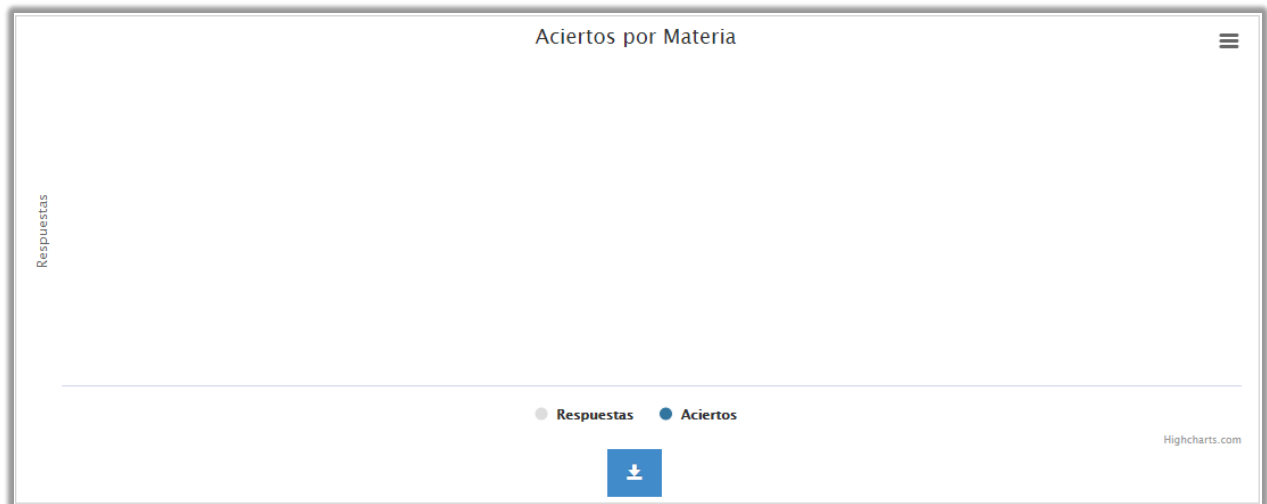 Aciertos por Materia
Respuestas
Respuestas Aciertos
Highcharts.com